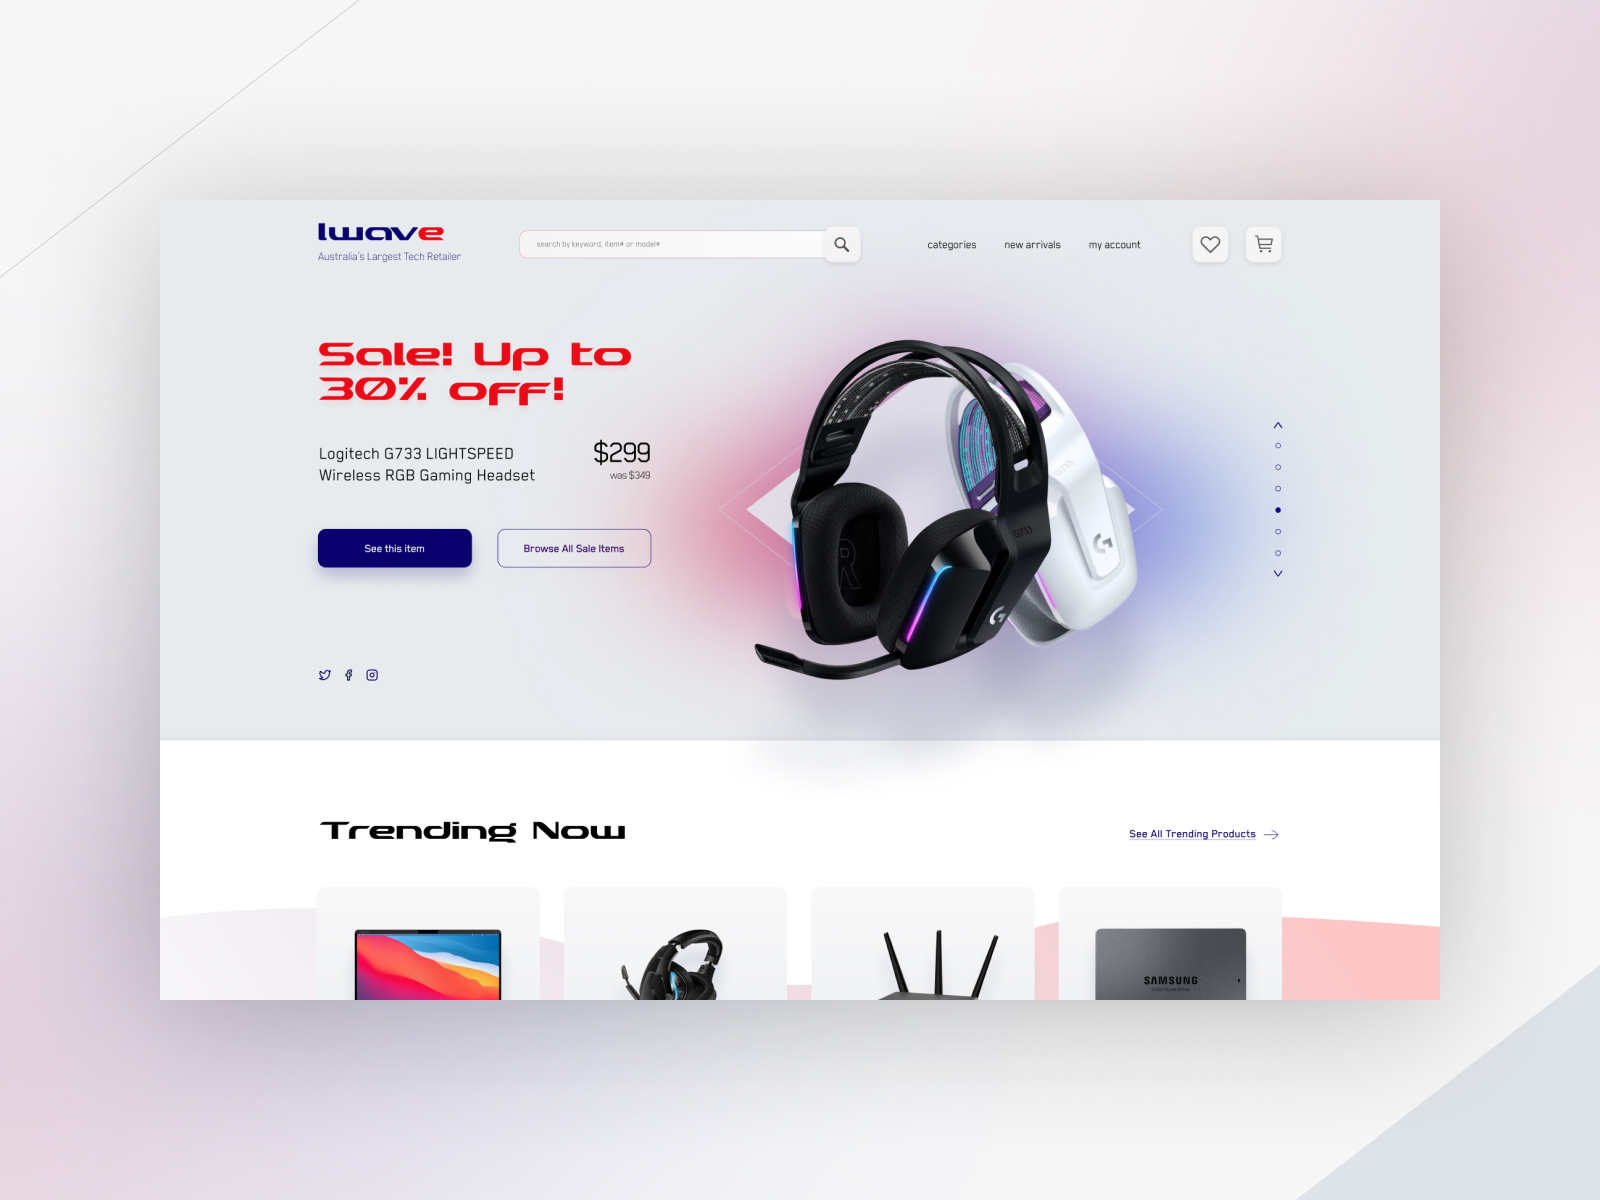 lwave
Australia's Largest Tech Retailer
search by keyword, item# or model#
categories
new arrivals
my account
Sale! Up to
30% off!
Logitech G733 LIGHTSPEED
Wireless RGB Gaming Headset
$299
was $349
See this item
Browse All Sale Items
R
G733
G733
Trending Now
See All Trending Products
SAMSUNG